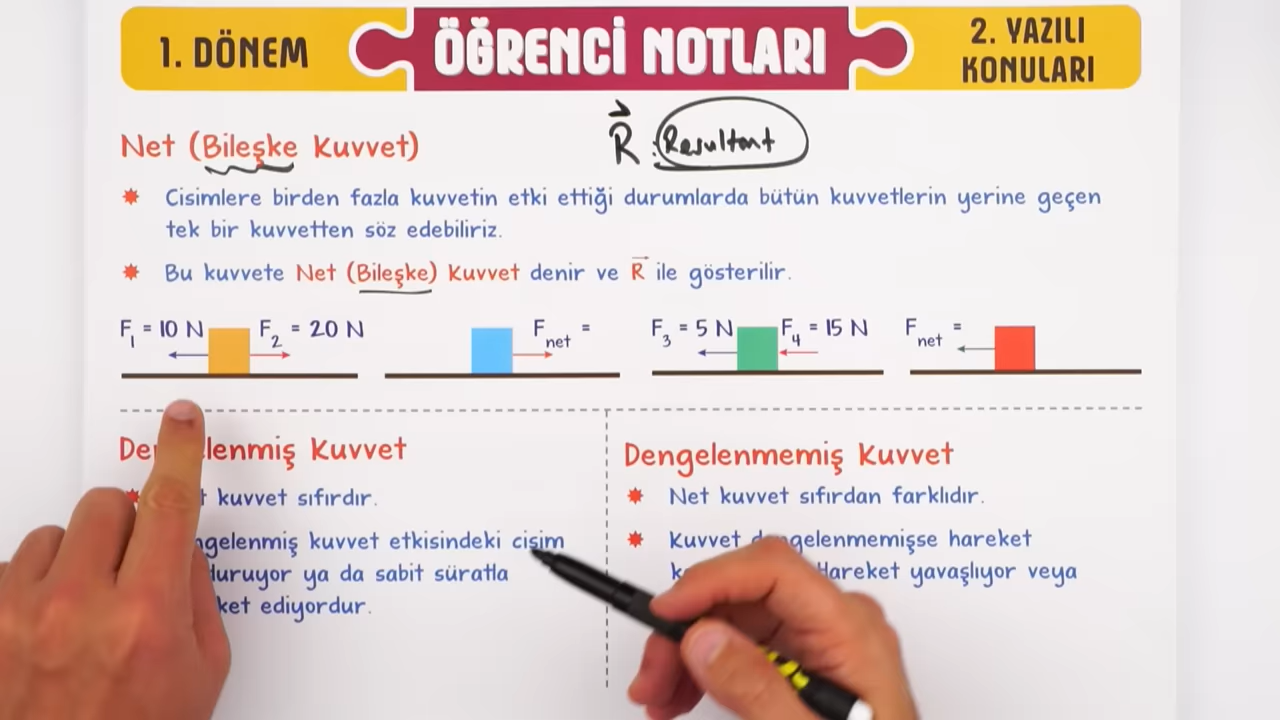 1. DÖNEM
ÖĞRENCİ NOTLARI
2. YAZILI
KONULARI
Net (Bileşke Kuvvet)
R : Resultant
Cisimlere birden fazla kuvvetin etki ettiği durumlarda bütün kuvvetlerin yerine geçen
tek bir kuvvetten söz edebiliriz.
Bu kuvvete Net (Bileşke) Kuvvet denir ve R ile gösterilir.
F1 = 10 N F2 = 20 N Fnet = F3 = 5 N F4 = 15 N Fnet =
lenmiş Kuvvet
kuvvet sıfırdır.
ngelenmiş kuvvet etkisindeki cisim
duruyor ya da sabit süratla
ket ediyordur.
Dengelenmemiş Kuvvet
Net kuvvet sıfırdan farklıdır.
Kuvvet dengelenmemişse hareket
Hareket yavaşlıyor veya